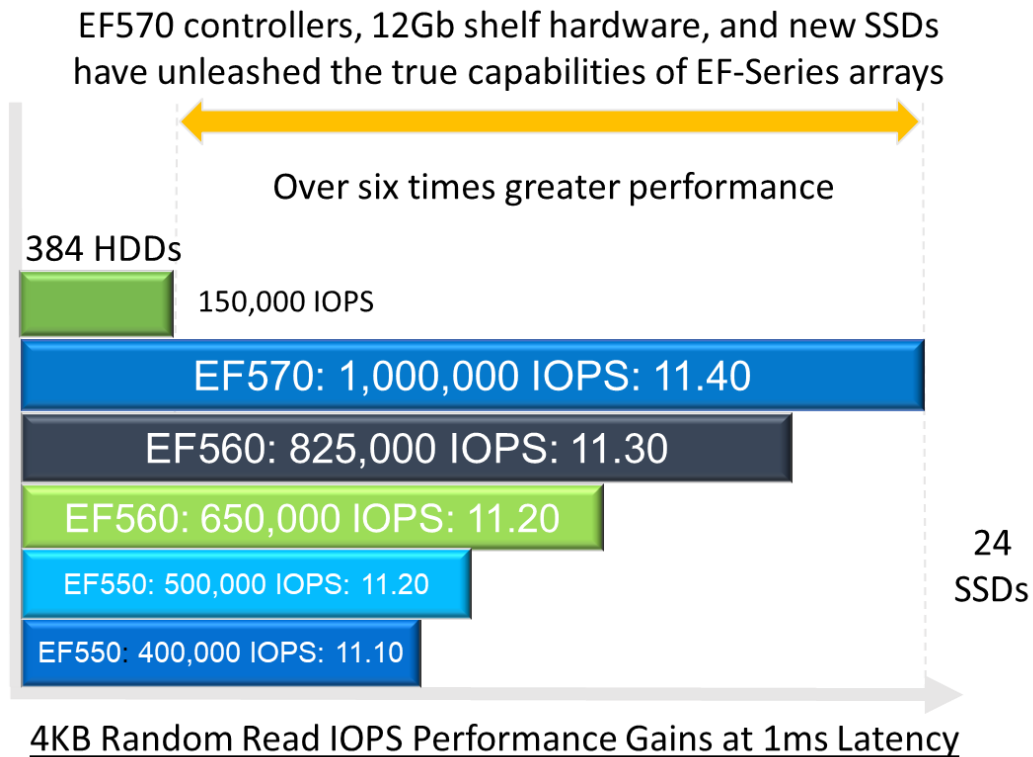 EF570 controllers, 12Gb shelf hardware, and new SSDs
have unleashed the true capabilities of EF-Series arrays
Over six times greater performance
384 HDDs
150,000 IOPS
EF570: 1,000,000 IOPS: 11.40
EF560: 825,000 IOPS: 11.30
EF560: 650,000 IOPS: 11.20
EF550: 500,000 IOPS: 11.20
24
SSDs
EF550: 400,000 IOPS: 11.10
4KB Random Read IOPS Performance Gains at 1ms Latency